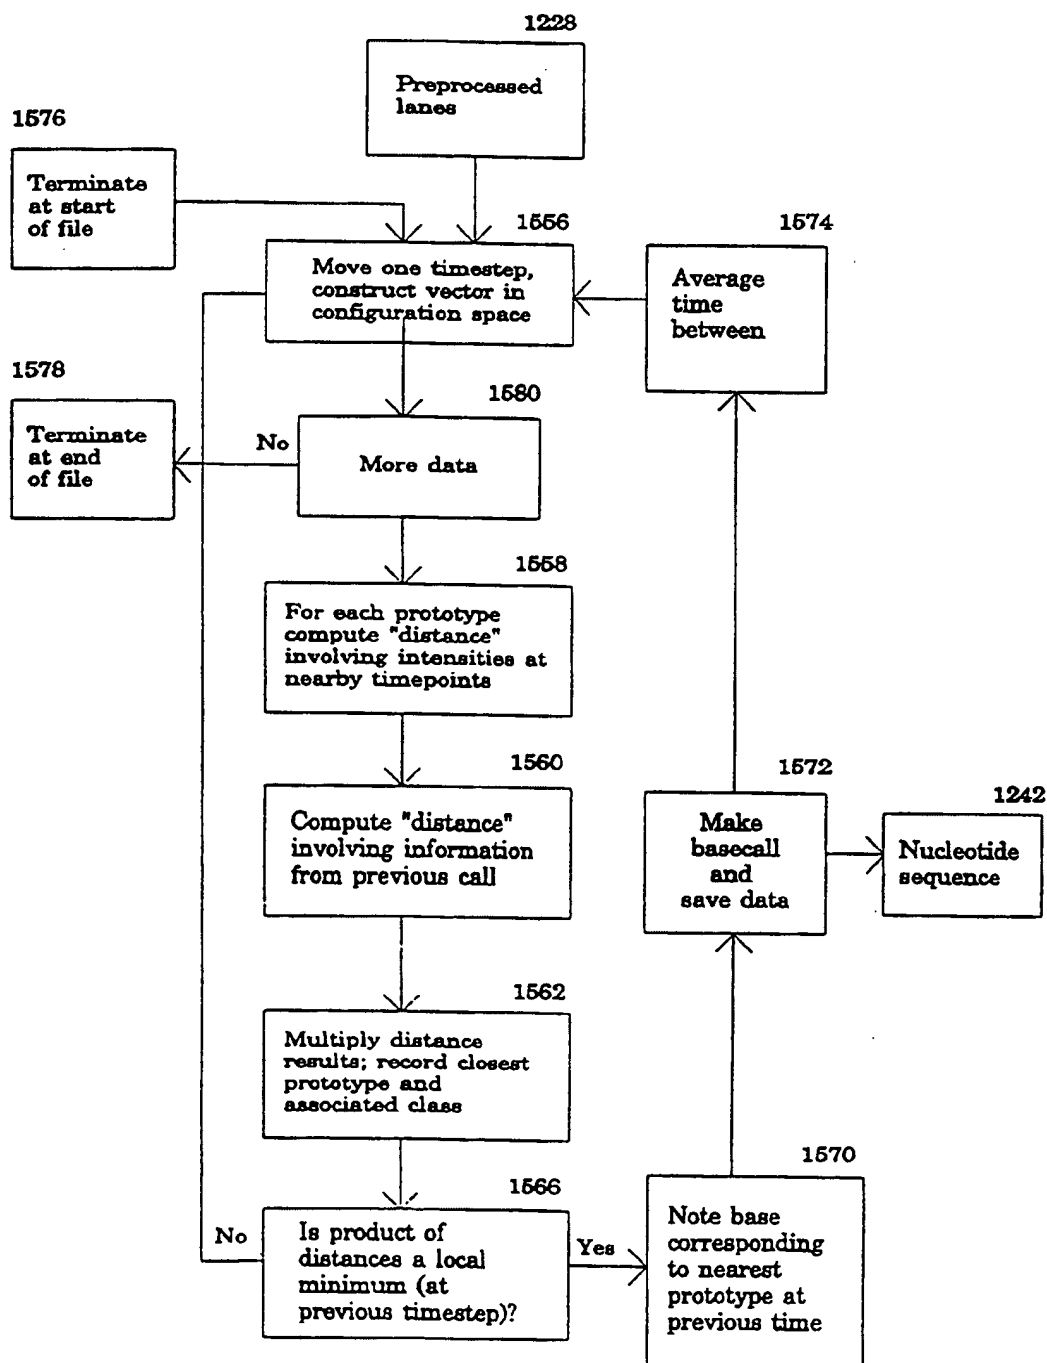 1228
Preprocessed
lanes
1576
Terminate
at start
of file
1556
Move one timestep,
construct vector in
configuration space
1574
Average
time
between
1578
Terminate
at end
of file
No
1580
More data
1558
For each prototype
compute "distance"
involving intensities at
nearby timepoints
1560
Compute "distance"
involving information
from previous call
1572
Make
basecall
and
save data
1242
Nucleotide
sequence
1562
Multiply distance
results; record closest
prototype and
associated class
1566
No
Is product of
distances a local
minimum (at
previous timestep)?
Yes
1570
Note base
corresponding
to nearest
prototype at
previous time